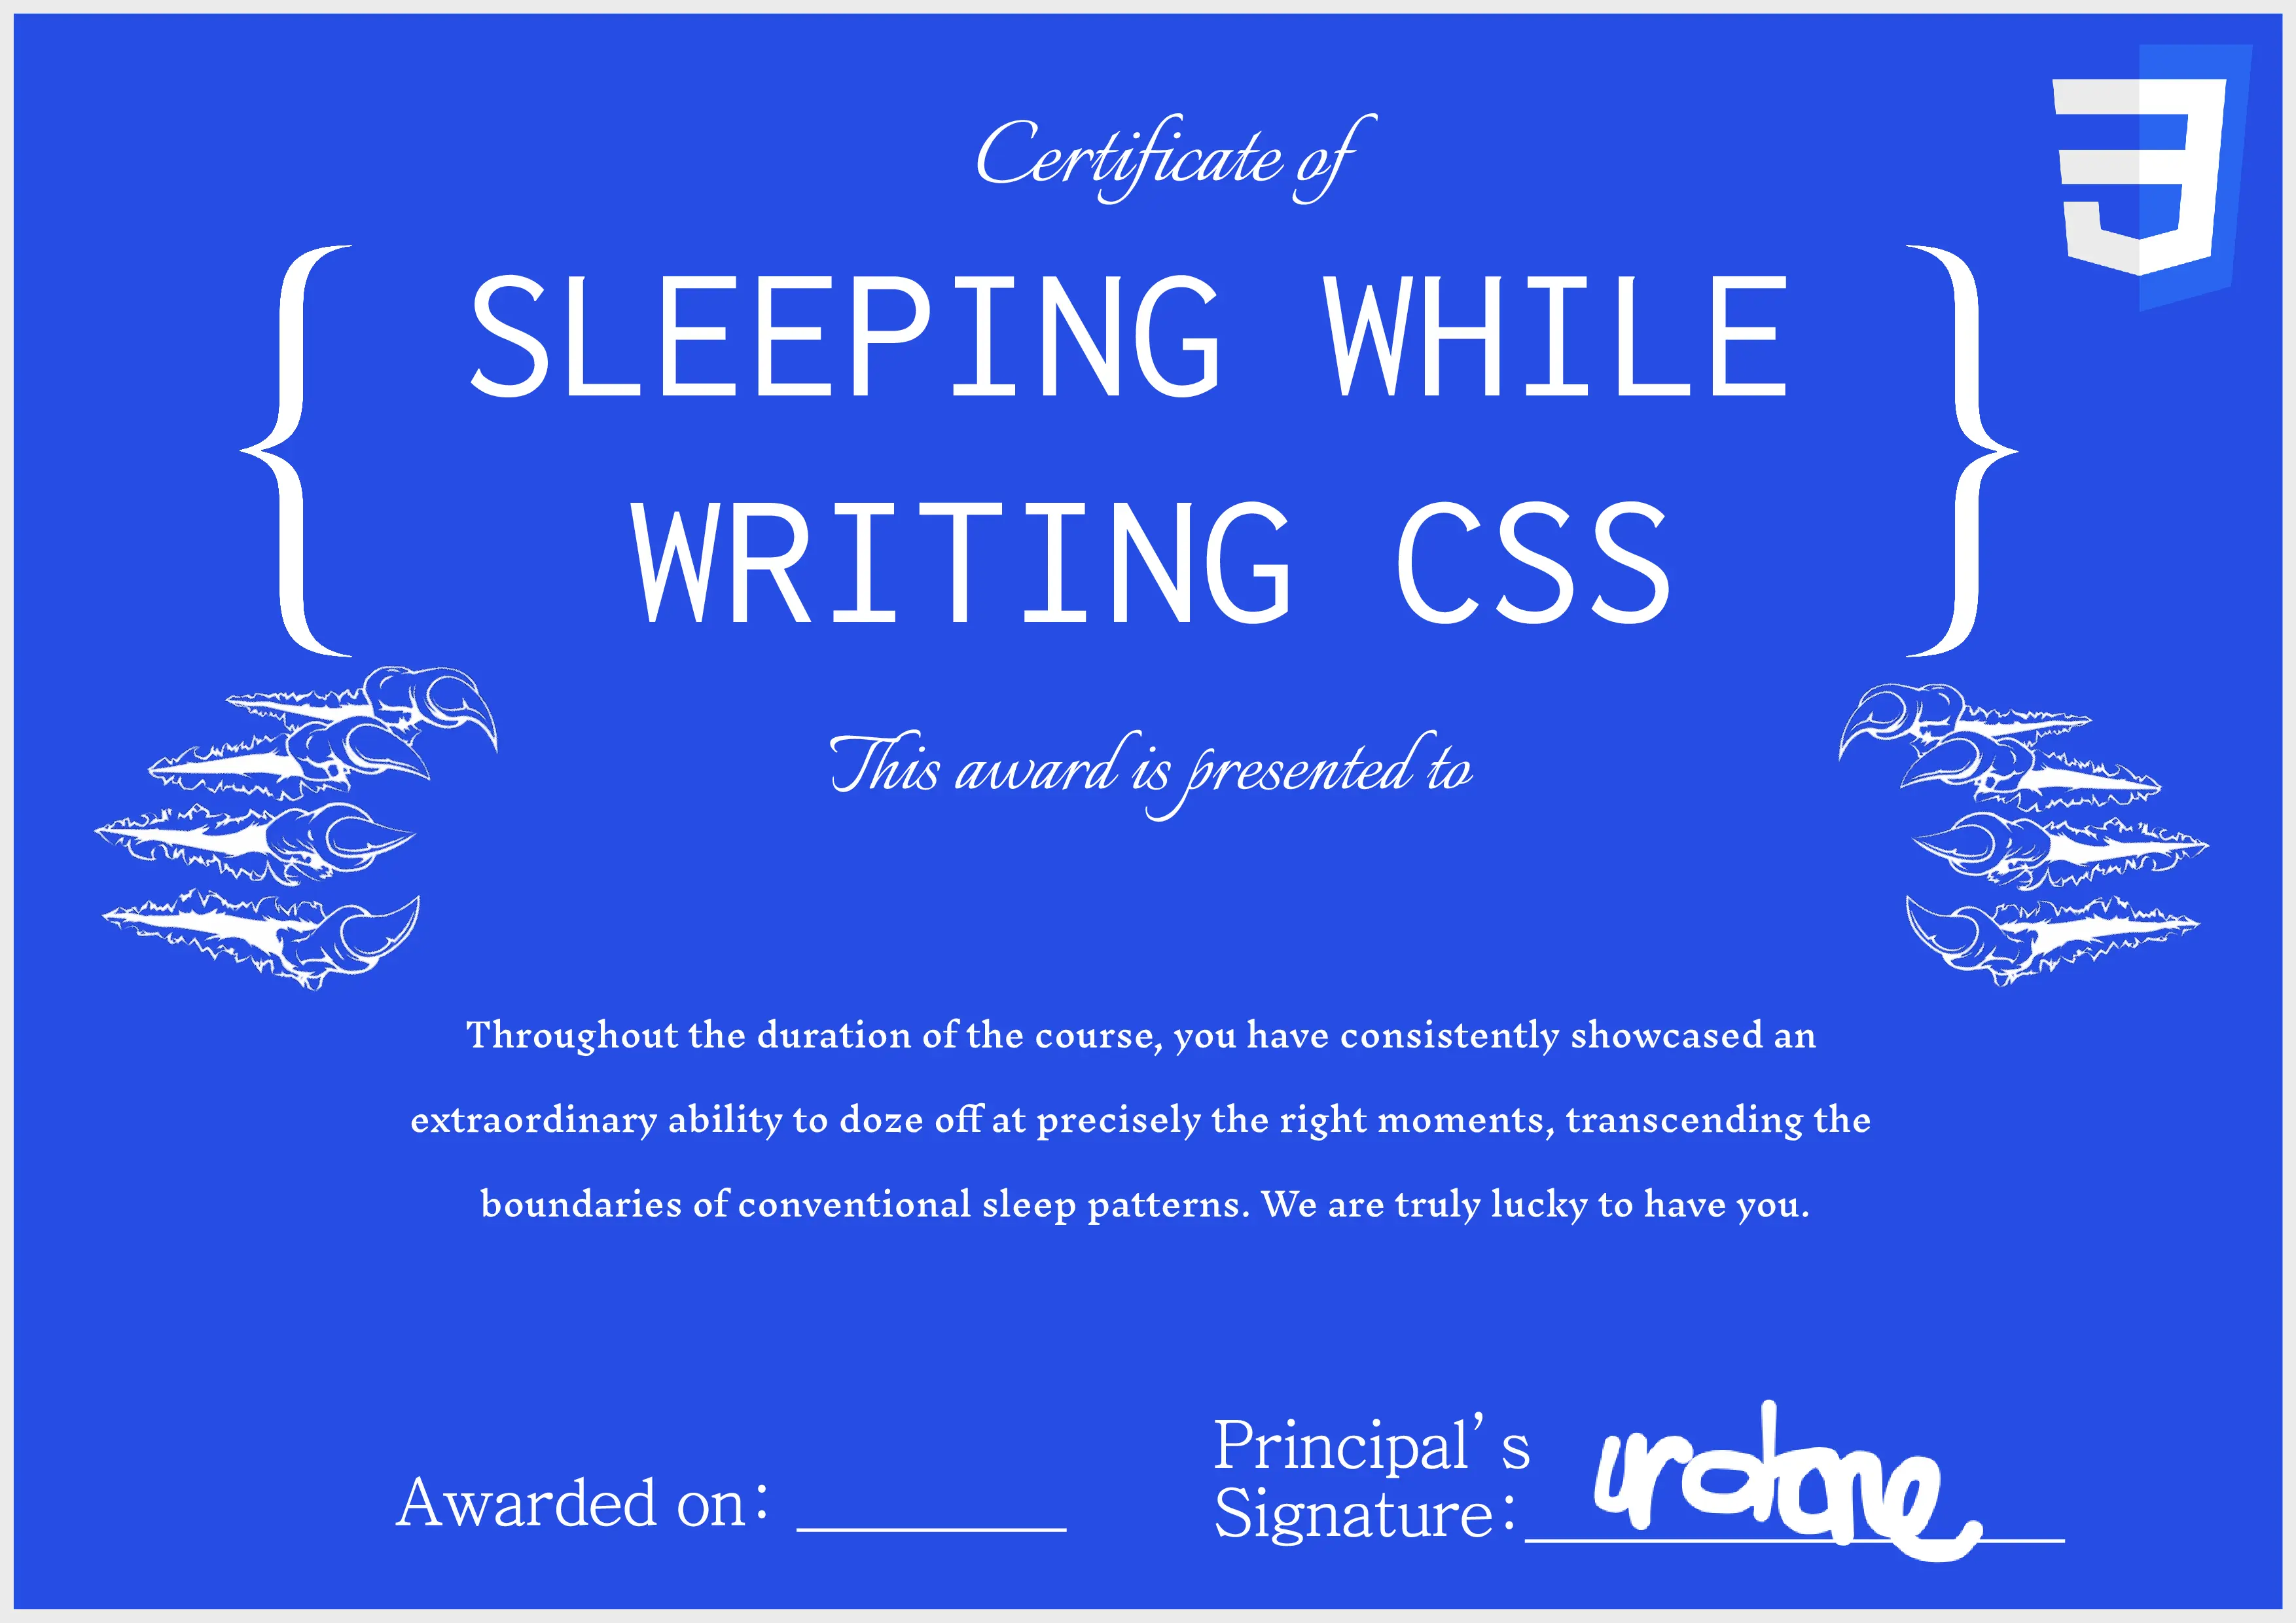 Certificate of
{ SLEEPING WHILE
WRITING CSS }
This award is presented to
Throughout the duration of the course, you have consistently showcased an
extraordinary ability to doze off at precisely the right moments, transcending the
boundaries of conventional sleep patterns. We are truly lucky to have you.
Awarded on:
Principal's
Signature: